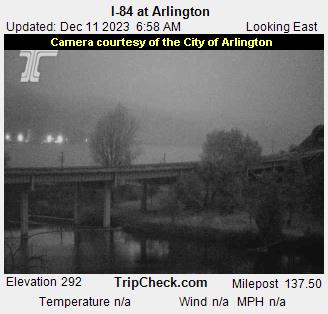 I-84 at Arlington
Updated: Dec 11 2023 6:58 AM Looking East
Camera courtesy of the City of Arlington
Elevation 292 TripCheck.com Milepost 137.50
Temperature n/a Wind n/a MPH n/a